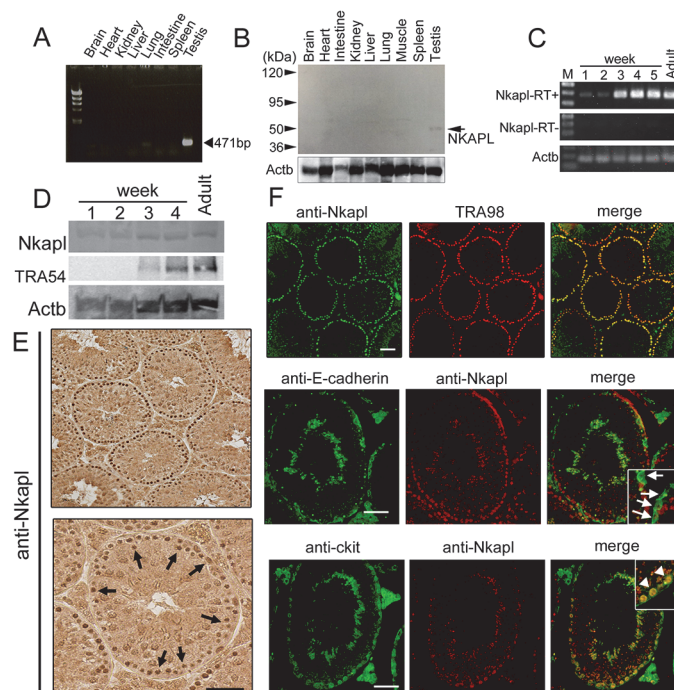 A
Brain
Heart
Kidney
Liver
Lung
Intestine
Spleen
Testis
471bp
B
(kDa)
Brain
Heart
Intestine
Kidney
Liver
Lung
Muscle
Spleen
Testis
120
95
50
36
NKAPL
Actb
C
week
M 1 2 3 4 5 Adult
Nkapl-RT+
Nkapl-RT-
Actb
D
week
1 2 3 4 Adult
Nkapl
TRA54
Actb
E
anti-Nkapl
F
anti-Nkapl TRA98 merge
anti-E-cadherin anti-Nkapl merge
anti-ckit anti-Nkapl merge